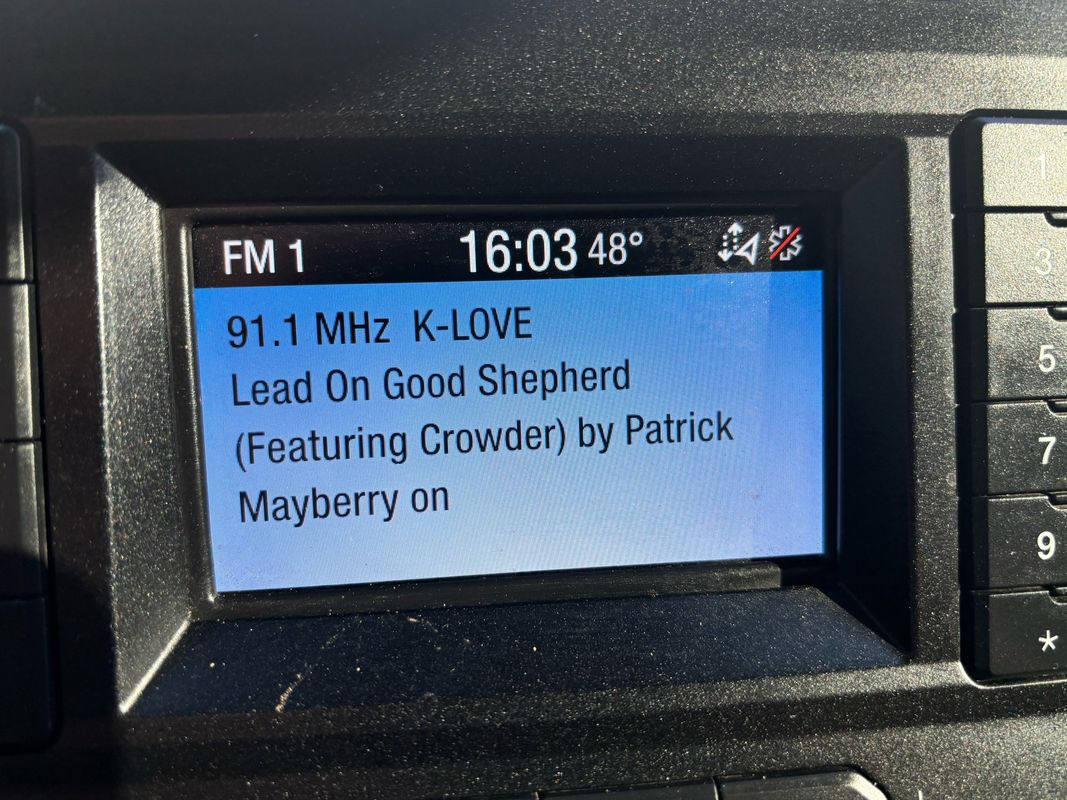 FM 1 16:03 48°
91.1 MHz K-LOVE
Lead On Good Shepherd
(Featuring Crowder) by Patrick
Mayberry on
1
3
5
7
9
*